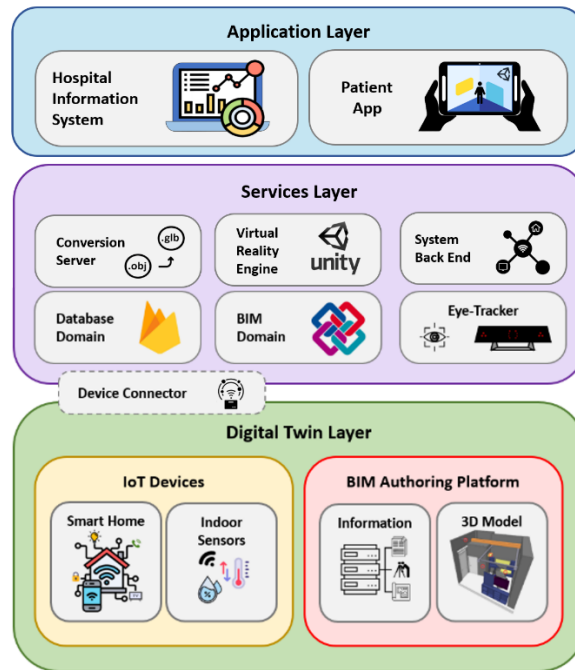 Application Layer
Hospital
Information
System
Patient
App
Services Layer
Conversion
Server
.glb
.obj
Virtual
Reality
Engine
unity
System
Back End
Database
Domain
BIM
Domain
Eye-Tracker
Device Connector
Digital Twin Layer
IoT Devices
BIM Authoring Platform
Smart Home
Indoor
Sensors
%
Information
3D Model